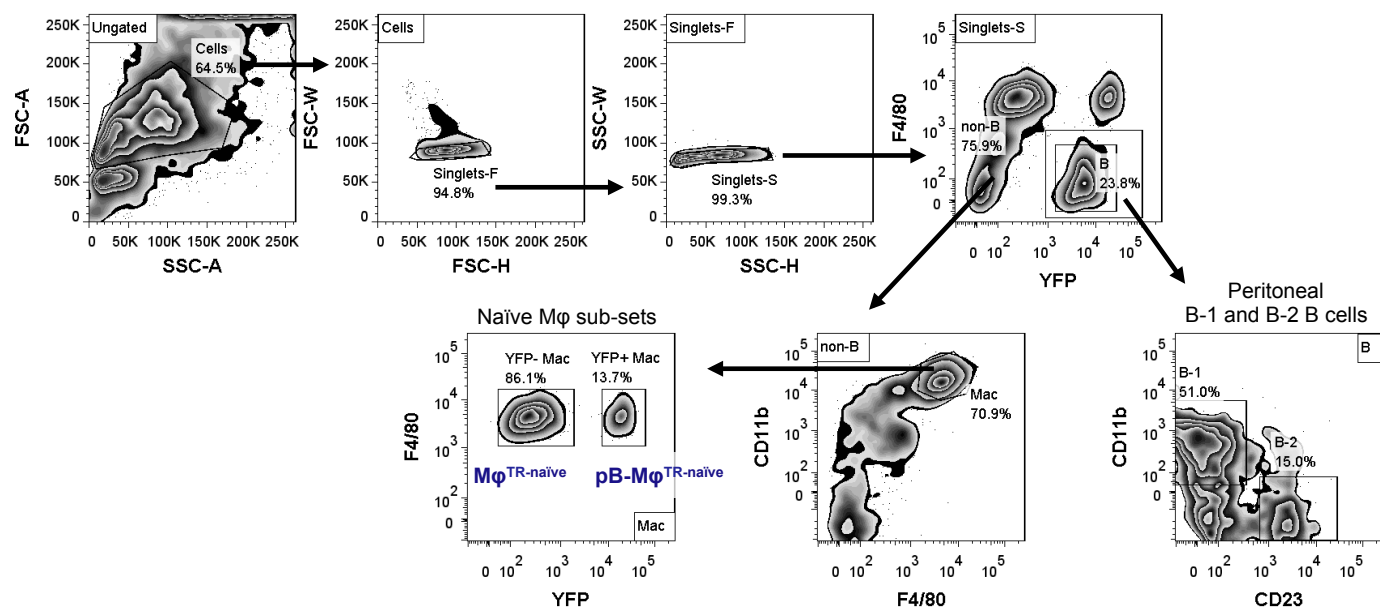 Ungated
Cells
64.5%
FSC-A
250K
200K
150K
100K
50K
0
0 50K 100K 150K 200K 250K
SSC-A
Cells
FSC-W
250K
200K
150K
100K
50K
0
Singlets-F
94.8%
0 50K 100K 150K 200K 250K
FSC-H
Singlets-F
SSC-W
250K
200K
150K
100K
50K
0
Singlets-S
99.3%
0 50K 100K 150K 200K 250K
SSC-H
Singlets-S
F4/80
10^5
10^4
10^3
10^2
0
non-B
75.9%
B
23.8%
0 10^2 10^3 10^4 10^5
YFP
Naïve Mφ sub-sets
F4/80
10^5
10^4
10^3
10^2
0
YFP- Mac
86.1%
YFP+ Mac
13.7%
Mφ^TR-naïve
pB-Mφ^TR-naïve
Mac
0 10^2 10^3 10^4 10^5
YFP
non-B
CD11b
10^5
10^4
10^3
10^2
0
Mac
70.9%
0 10^2 10^3 10^4 10^5
F4/80
Peritoneal
B-1 and B-2 B cells
B
CD11b
10^5
10^4
10^3
10^2
0
B-1
51.0%
B-2
15.0%
0 10^2 10^3 10^4 10^5
CD23